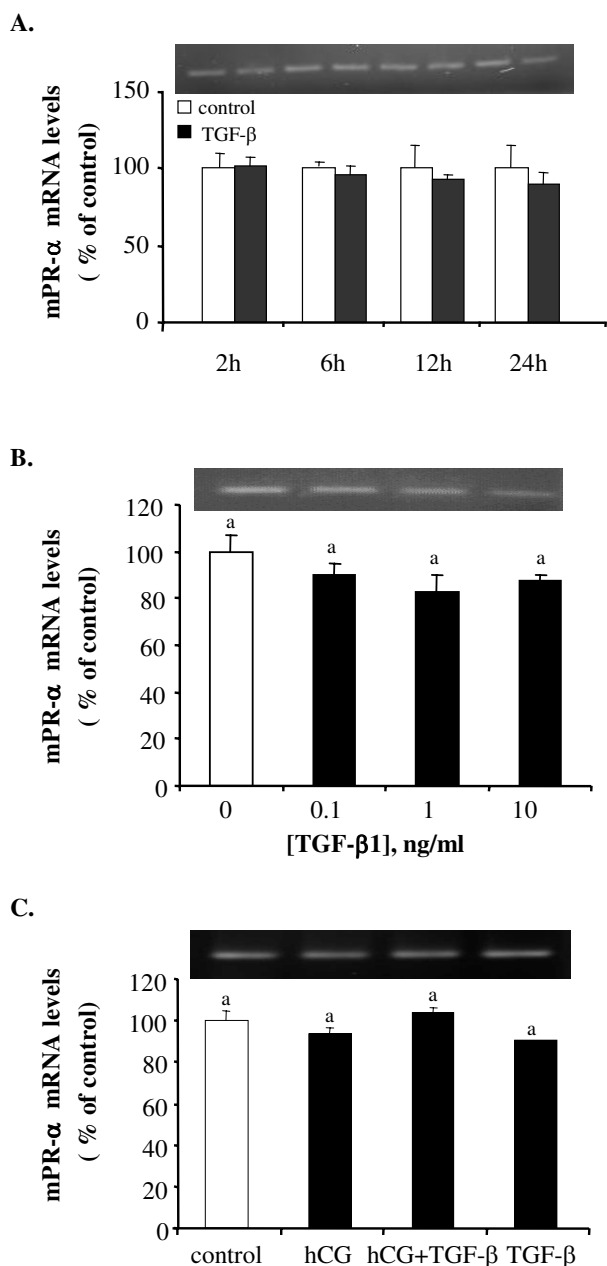 A.
150
100
50
0
control
TGF-β
mPR-α mRNA levels
( % of control)
2h 6h 12h 24h
B.
120
100
80
60
40
20
0
a a a a
mPR-α mRNA levels
( % of control)
0 0.1 1 10
[TGF-β1], ng/ml
C.
120
100
80
60
40
20
0
a a a a
mPR-α mRNA levels
( % of control)
control hCG hCG+TGF-β TGF-β